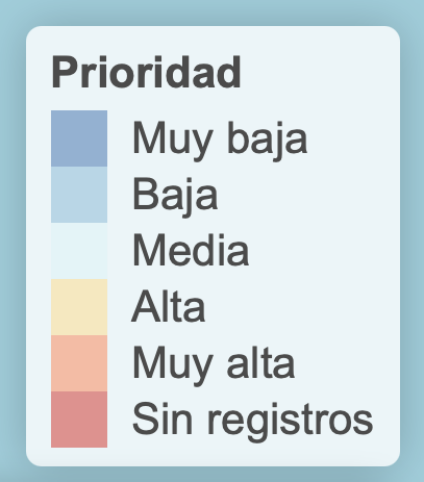 Prioridad
Muy baja
Baja
Media
Alta
Muy alta
Sin registros